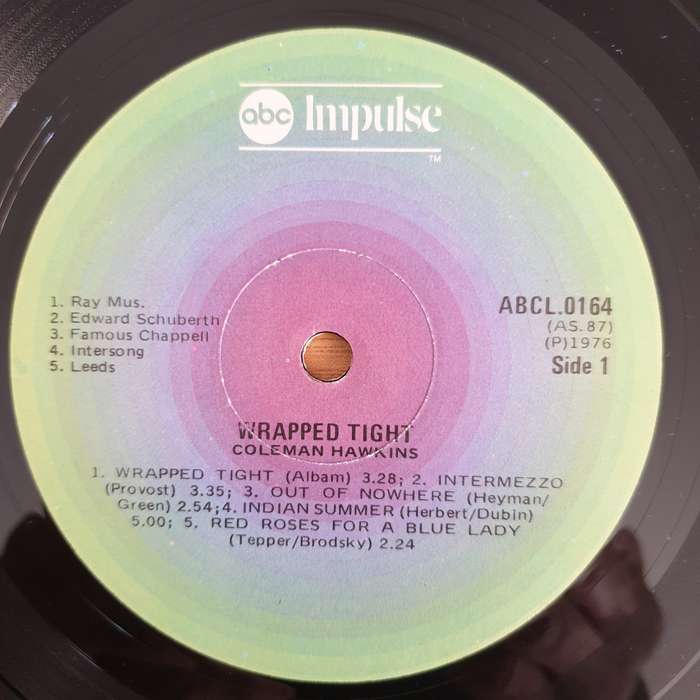 abc Impulse
TM
1. Ray Mus.
2. Edward Schuberth
3. Famous Chappell
4. Intersong
5. Leeds
ABCL.0164
(AS.87)
(P)1976
Side 1
WRAPPED TIGHT
COLEMAN HAWKINS
1. WRAPPED TIGHT (Albam) 3.28; 2. INTERMEZZO
(Provost) 3.35; 3. OUT OF NOWHERE (Heyman/
Green) 2.54;4. INDIAN SUMMER (Herbert/Dubin)
5.00; 5. RED ROSES FOR A BLUE LADY
(Tepper/Brodsky) 2.24